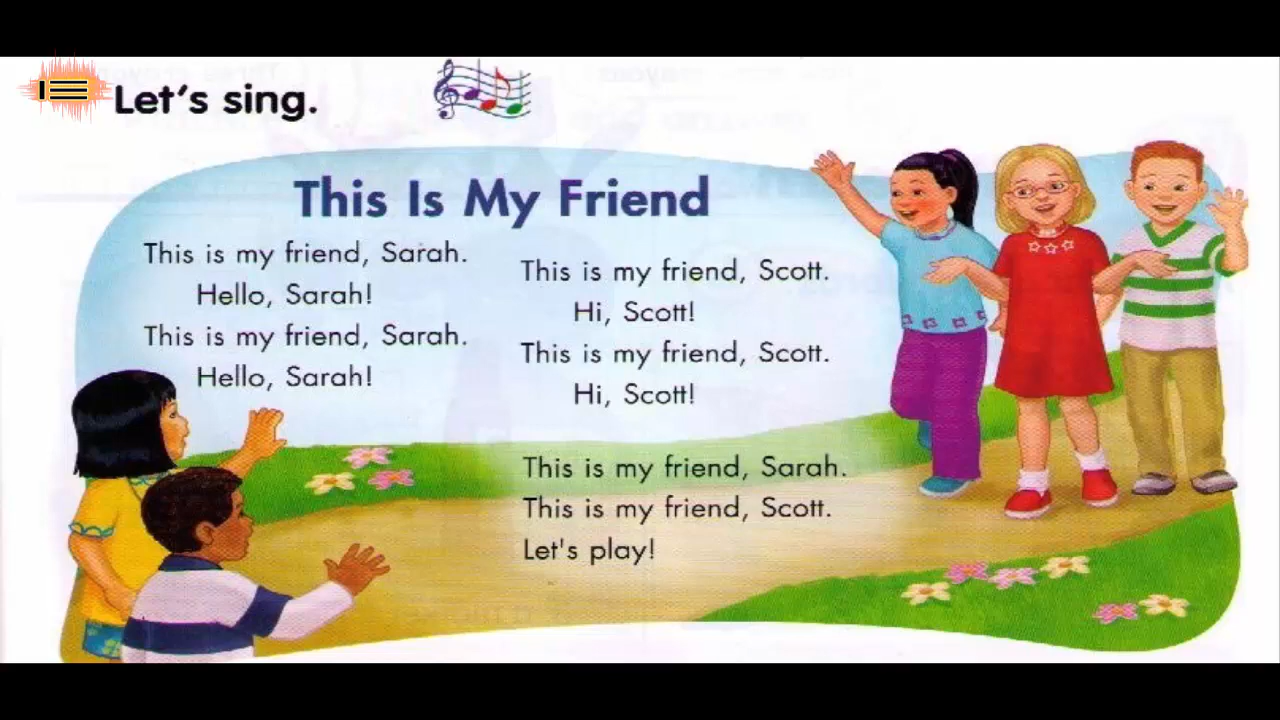 Let's sing.
This Is My Friend
This is my friend, Sarah.
Hello, Sarah!
This is my friend, Sarah.
Hello, Sarah!
This is my friend, Scott.
Hi, Scott!
This is my friend, Scott.
Hi, Scott!
This is my friend, Sarah.
This is my friend, Scott.
Let's play!